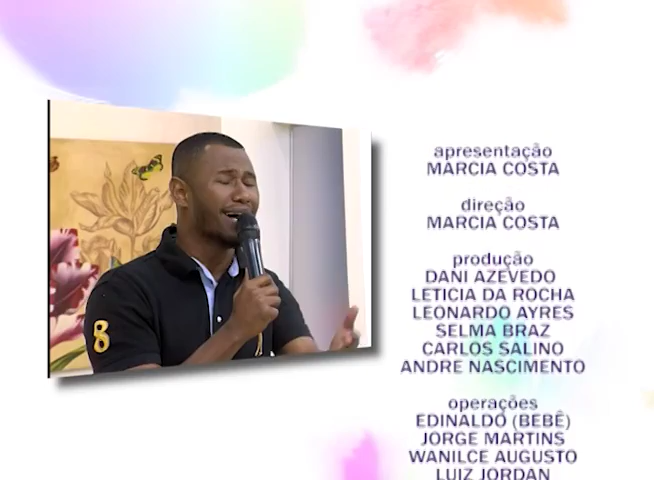 apresentação
MARCIA COSTA
direção
MARCIA COSTA
produção
DANI AZEVEDO
LETICIA DA ROCHA
LEONARDO AYRES
SELMA BRAZ
CARLOS SALINO
ANDRE NASCIMENTO
operações
EDINALDO (BEBÊ)
JORGE MARTINS
WANILCE AUGUSTO
LUIZ JORDAN
8